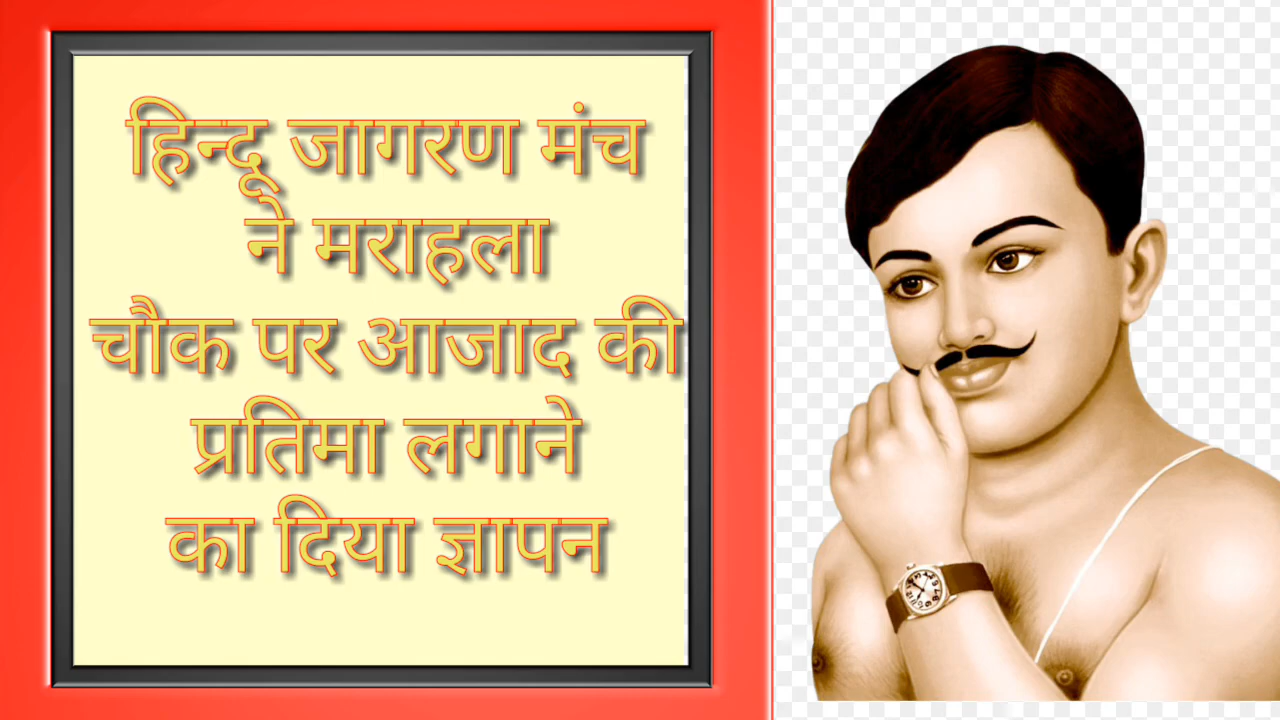 हिन्दू जागरण मंच
ने मराहला
चौक पर आजाद की
प्रतिमा लगाने
का दिया ज्ञापन